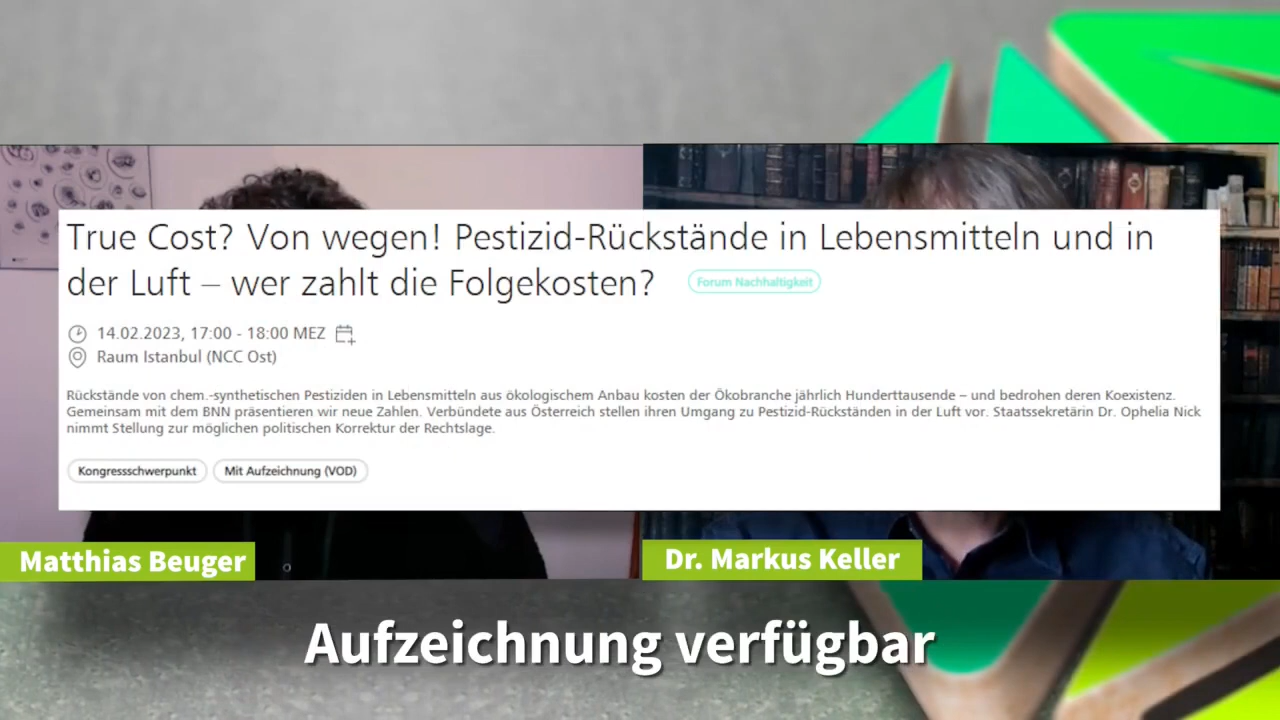 True Cost? Von wegen! Pestizid-Rückstände in Lebensmitteln und in
der Luft – wer zahlt die Folgekosten?
Forum Nachhaltigkeit
14.02.2023, 17:00 - 18:00 MEZ
Raum Istanbul (NCC Ost)
Rückstände von chem.-synthetischen Pestiziden in Lebensmitteln aus ökologischem Anbau kosten der Ökobranche jährlich Hunderttausende – und bedrohen deren Koexistenz.
Gemeinsam mit dem BNN präsentieren wir neue Zahlen. Verbündete aus Österreich stellen ihren Umgang zu Pestizid-Rückständen in der Luft vor. Staatssekretärin Dr. Ophelia Nick
nimmt Stellung zur möglichen politischen Korrektur der Rechtslage.
Kongressschwerpunkt
Mit Aufzeichnung (VOD)
Matthias Beuger
Dr. Markus Keller
Aufzeichnung verfügbar